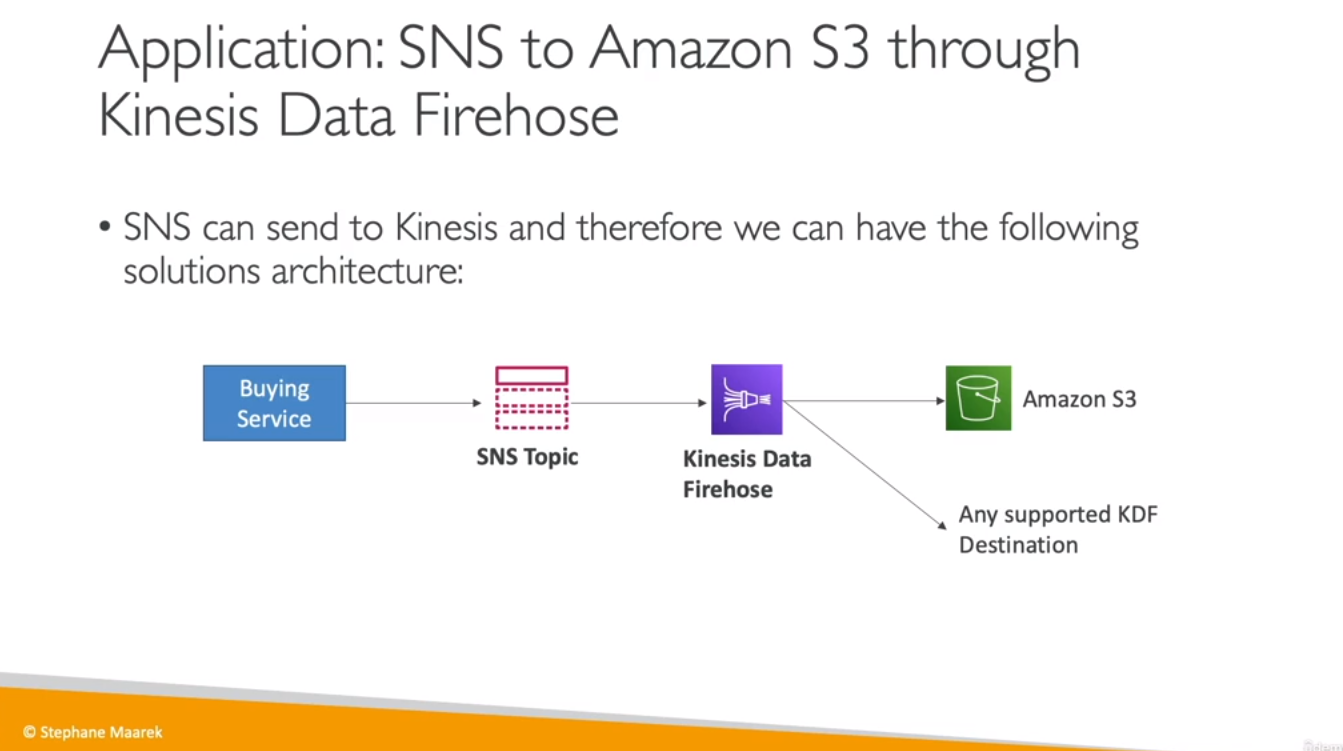 Application: SNS to Amazon S3 through
Kinesis Data Firehose
• SNS can send to Kinesis and therefore we can have the following
solutions architecture:
Buying
Service
SNS Topic
Kinesis Data
Firehose
Amazon S3
Any supported KDF
Destination
© Stephane Maarek